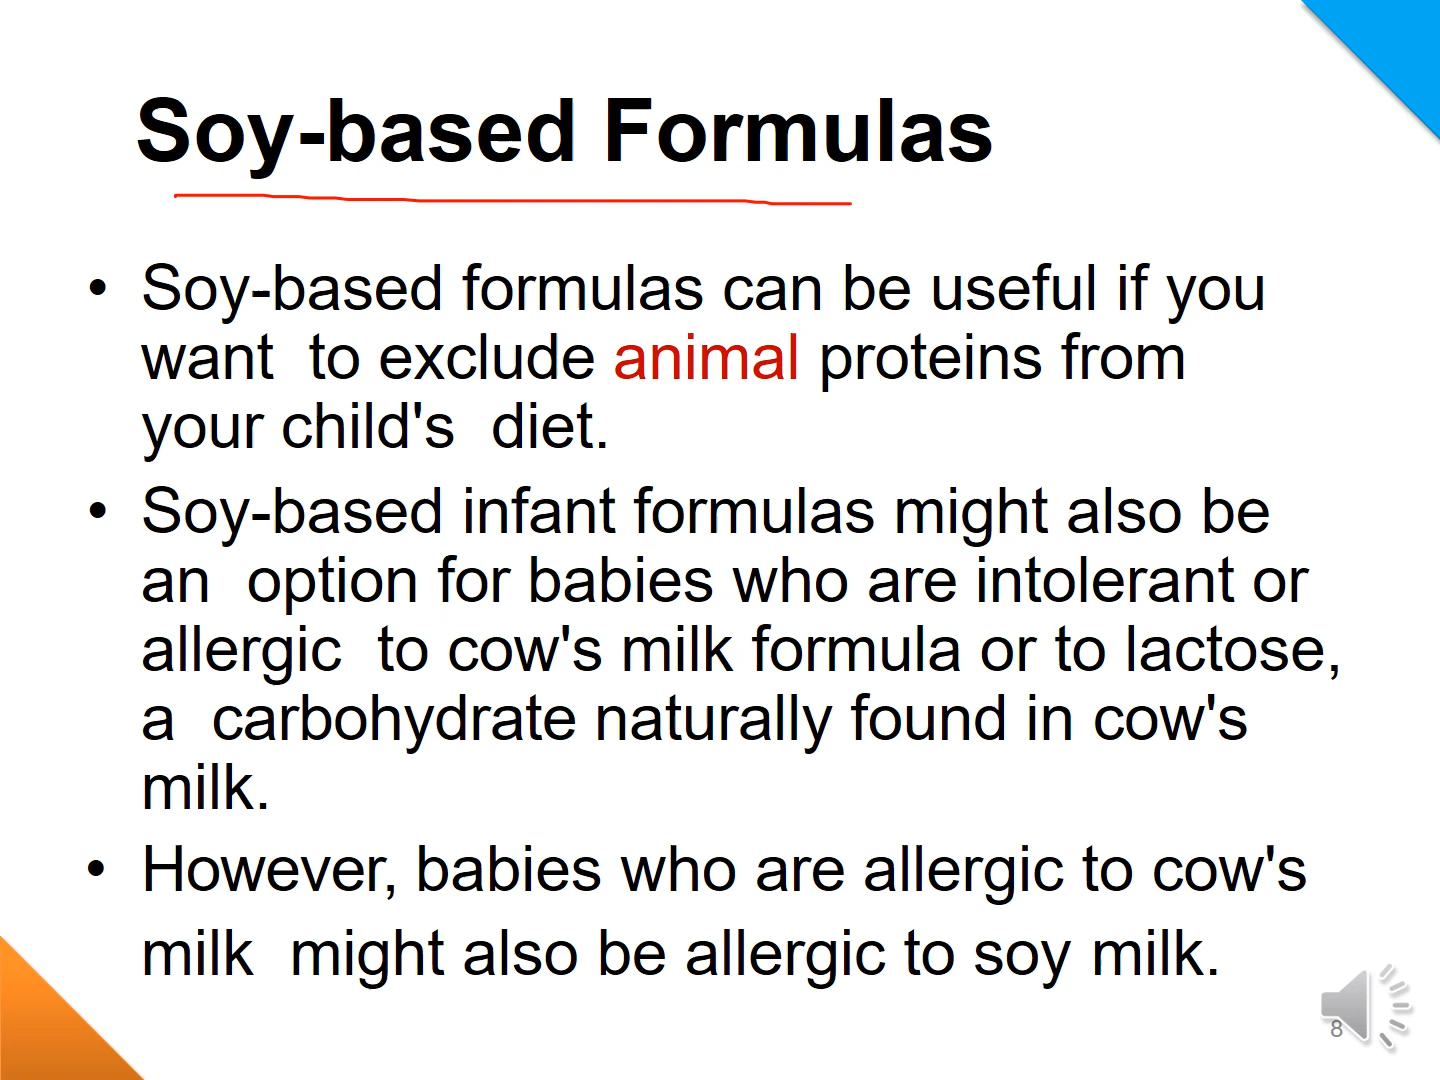 Soy-based Formulas
• Soy-based formulas can be useful if you
want to exclude animal proteins from
your child's diet.
• Soy-based infant formulas might also be
an option for babies who are intolerant or
allergic to cow's milk formula or to lactose,
a carbohydrate naturally found in cow's
milk.
• However, babies who are allergic to cow's
milk might also be allergic to soy milk.
8